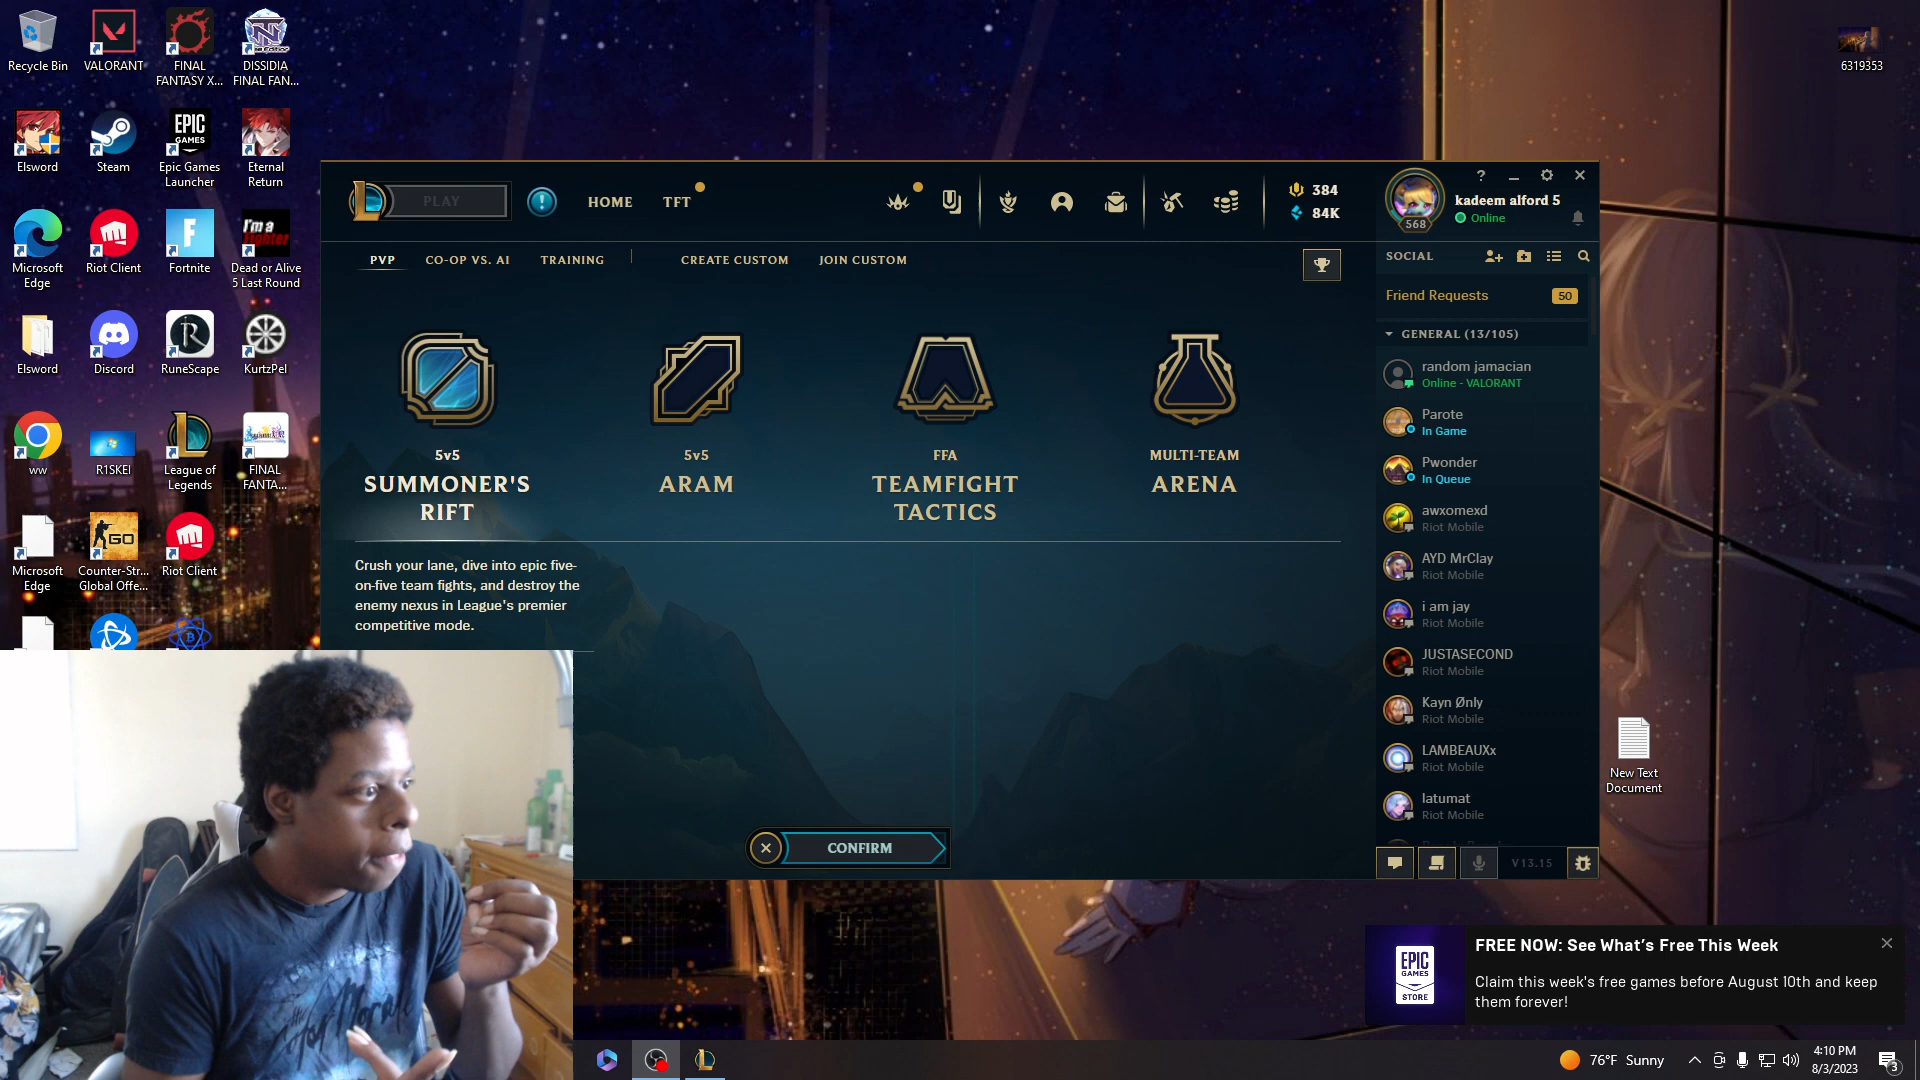 Recycle Bin
VALORANT
FINAL
FANTASY X...
DISSIDIA
FINAL FAN...
6319353
Elsword
Steam
EPIC
GAMES
Epic Games
Launcher
Eternal
Return
PLAY
HOME
TFT
384
84K
568
kadeem alford 5
Online
Microsoft
Edge
Riot Client
Fortnite
I'm a
Fighter
Dead or Alive
5 Last Round
PVP
CO-OP VS. AI
TRAINING
CREATE CUSTOM
JOIN CUSTOM
SOCIAL
Friend Requests
50
GENERAL (13/105)
Elsword
Discord
RuneScape
KurtzPel
random jamacian
Online - VALORANT
Parote
In Game
Pwonder
In Queue
awxomexd
Riot Mobile
AYD MrClay
Riot Mobile
i am jay
Riot Mobile
JUSTASECOND
Riot Mobile
Kayn Ønly
Riot Mobile
LAMBEAUXx
Riot Mobile
latumat
Riot Mobile
V13.15
ww
R1SKEI
League of
Legends
FINAL
FANTA...
5v5
SUMMONER'S
RIFT
5v5
ARAM
FFA
TEAMFIGHT
TACTICS
MULTI-TEAM
ARENA
Crush your lane, dive into epic five-
on-five team fights, and destroy the
enemy nexus in League's premier
competitive mode.
Microsoft
Edge
GO
Counter-Str...
Global Offe...
Riot Client
CONFIRM
New Text
Document
EPIC
GAMES
STORE
FREE NOW: See What's Free This Week
Claim this week's free games before August 10th and keep
them forever!
76°F Sunny
4:10 PM
8/3/2023
3